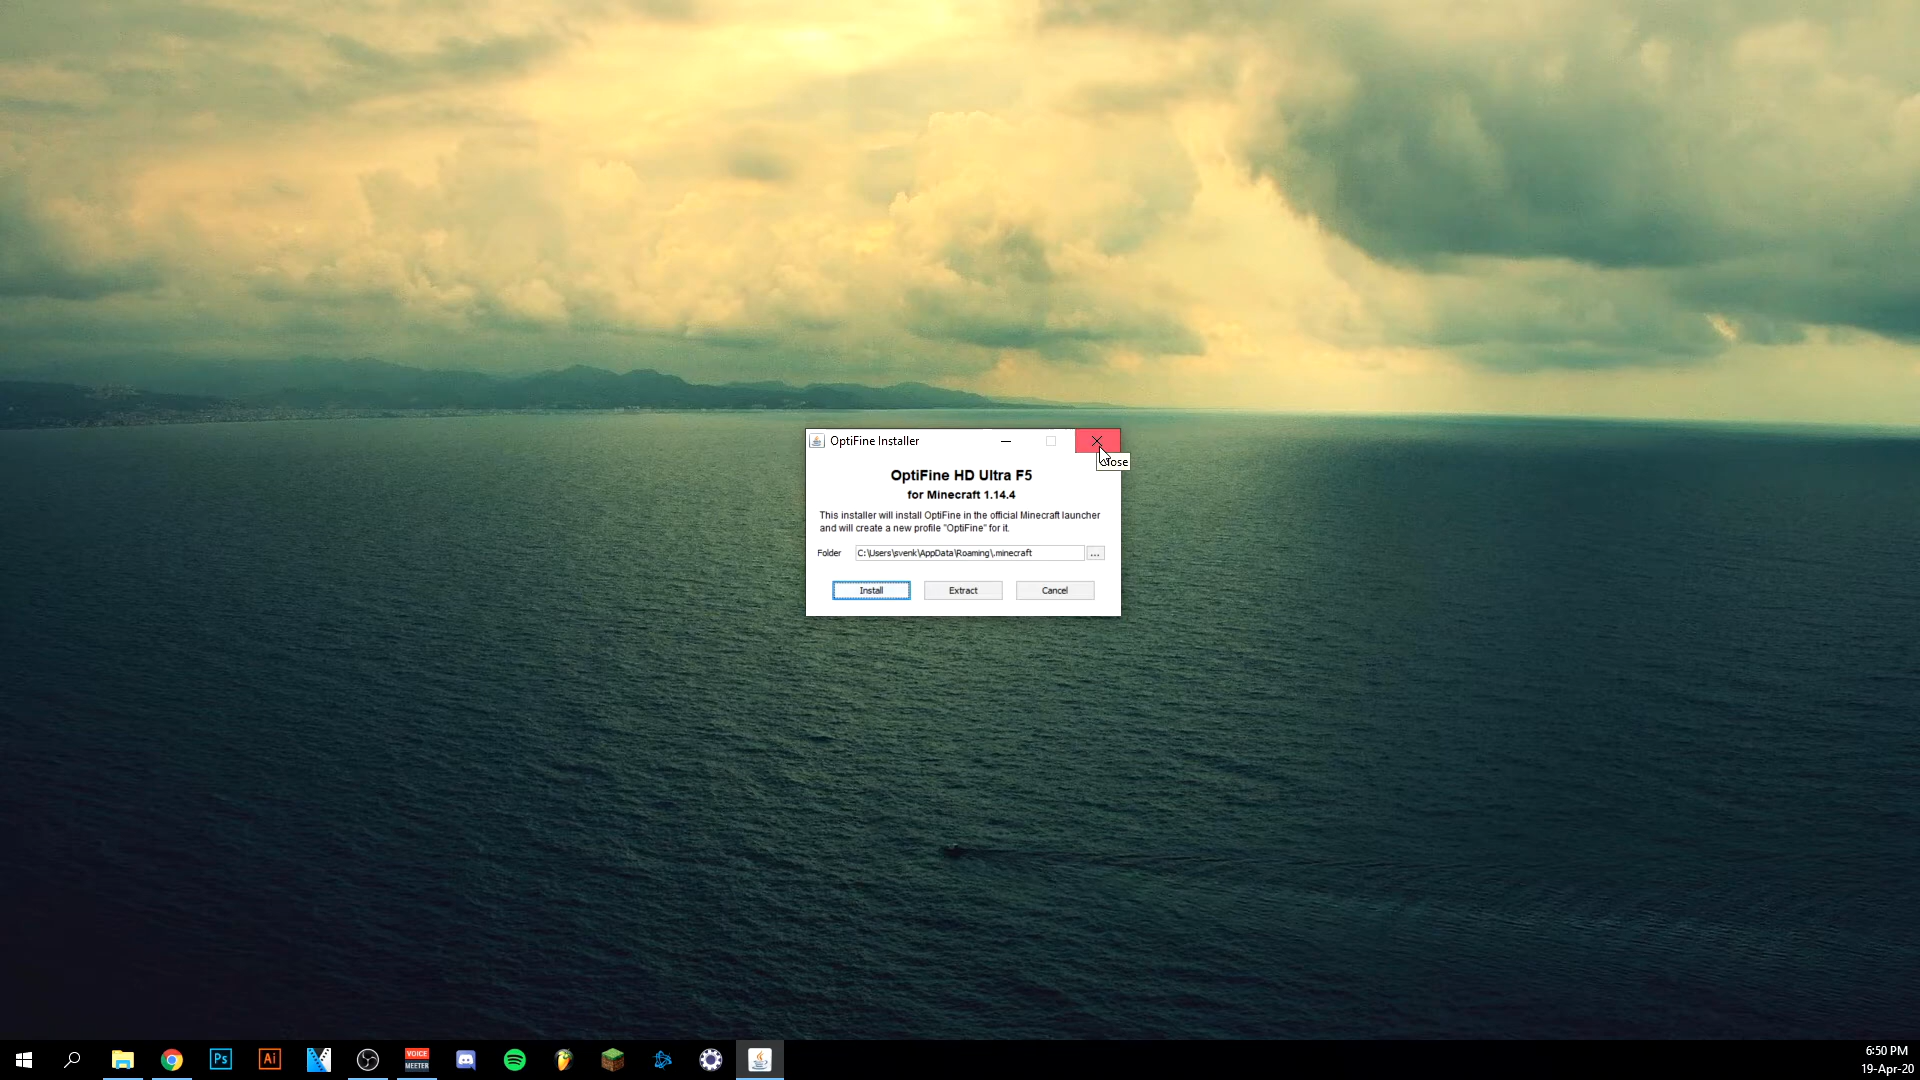 OptiFine Installer
Close
OptiFine HD Ultra F5
for Minecraft 1.14.4
This installer will install OptiFine in the official Minecraft launcher
and will create a new profile "OptiFine" for it.
Folder C:\Users\svenk\AppData\Roaming\.minecraft ...
Install Extract Cancel
Ps Ai VOICE
MEETER
6:50 PM
19-Apr-20